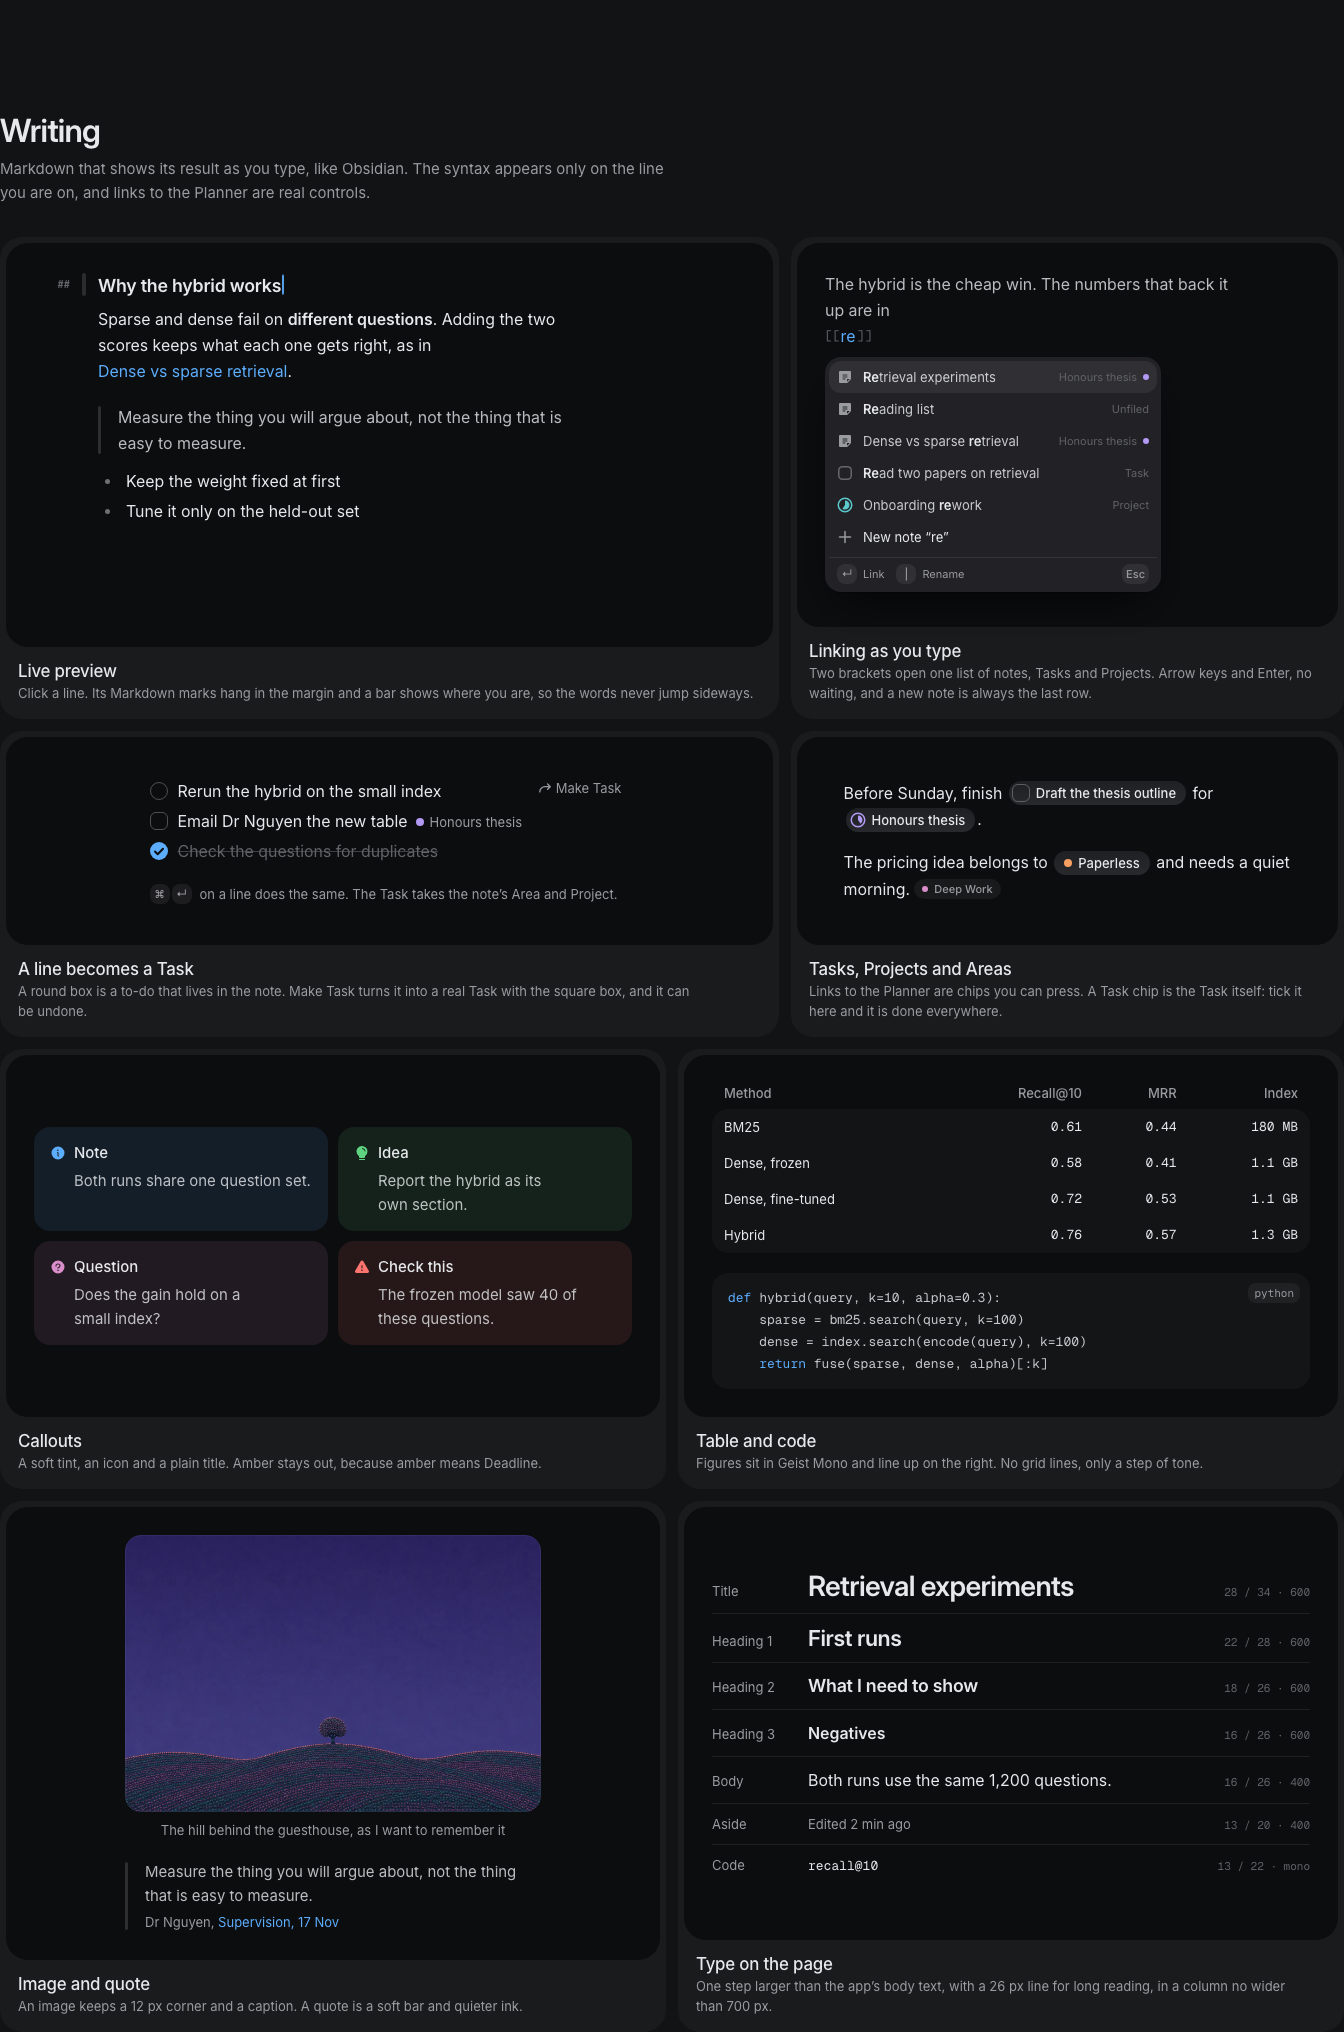 Writing
Markdown that shows its result as you type, like Obsidian. The syntax appears only on the line
you are on, and links to the Planner are real controls.
## Why the hybrid works
Sparse and dense fail on different questions. Adding the two
scores keeps what each one gets right, as in
Dense vs sparse retrieval.
Measure the thing you will argue about, not the thing that is
easy to measure.
• Keep the weight fixed at first
• Tune it only on the held-out set
Live preview
Click a line. Its Markdown marks hang in the margin and a bar shows where you are, so the words never jump sideways.
The hybrid is the cheap win. The numbers that back it
up are in
[[re]]
Retrieval experiments Honours thesis
Reading list Unfiled
Dense vs sparse retrieval Honours thesis
Read two papers on retrieval Task
Onboarding rework Project
New note “re”
↵ Link | Rename Esc
Linking as you type
Two brackets open one list of notes, Tasks and Projects. Arrow keys and Enter, no
waiting, and a new note is always the last row.
Rerun the hybrid on the small index Make Task
Email Dr Nguyen the new table Honours thesis
Check the questions for duplicates
⌘ ↵ on a line does the same. The Task takes the note’s Area and Project.
A line becomes a Task
A round box is a to-do that lives in the note. Make Task turns it into a real Task with the square box, and it can
be undone.
Before Sunday, finish Draft the thesis outline for
Honours thesis .
The pricing idea belongs to Paperless and needs a quiet
morning. Deep Work
Tasks, Projects and Areas
Links to the Planner are chips you can press. A Task chip is the Task itself: tick it
here and it is done everywhere.
Note
Both runs share one question set.
Idea
Report the hybrid as its
own section.
Question
Does the gain hold on a
small index?
Check this
The frozen model saw 40 of
these questions.
Callouts
A soft tint, an icon and a plain title. Amber stays out, because amber means Deadline.
Method Recall@10 MRR Index
BM25 0.61 0.44 180 MB
Dense, frozen 0.58 0.41 1.1 GB
Dense, fine-tuned 0.72 0.53 1.1 GB
Hybrid 0.76 0.57 1.3 GB
python
def hybrid(query, k=10, alpha=0.3):
sparse = bm25.search(query, k=100)
dense = index.search(encode(query), k=100)
return fuse(sparse, dense, alpha)[:k]
Table and code
Figures sit in Geist Mono and line up on the right. No grid lines, only a step of tone.
The hill behind the guesthouse, as I want to remember it
Measure the thing you will argue about, not the thing
that is easy to measure.
Dr Nguyen, Supervision, 17 Nov
Image and quote
An image keeps a 12 px corner and a caption. A quote is a soft bar and quieter ink.
Title Retrieval experiments 28 / 34 · 600
Heading 1 First runs 22 / 28 · 600
Heading 2 What I need to show 18 / 26 · 600
Heading 3 Negatives 16 / 26 · 600
Body Both runs use the same 1,200 questions. 16 / 26 · 400
Aside Edited 2 min ago 13 / 20 · 400
Code recall@10 13 / 22 · mono
Type on the page
One step larger than the app’s body text, with a 26 px line for long reading, in a column no wider
than 700 px.